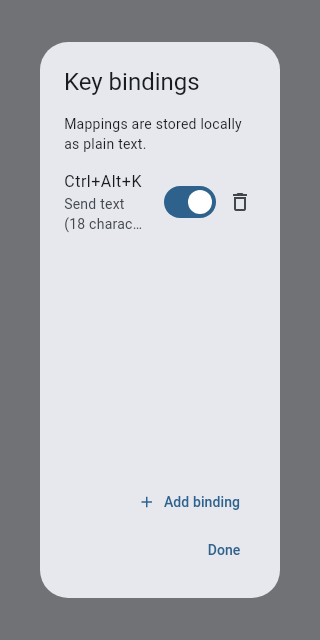 Key bindings
Mappings are stored locally
as plain text.
Ctrl+Alt+K
Send text
(18 charac…
Add binding
Done